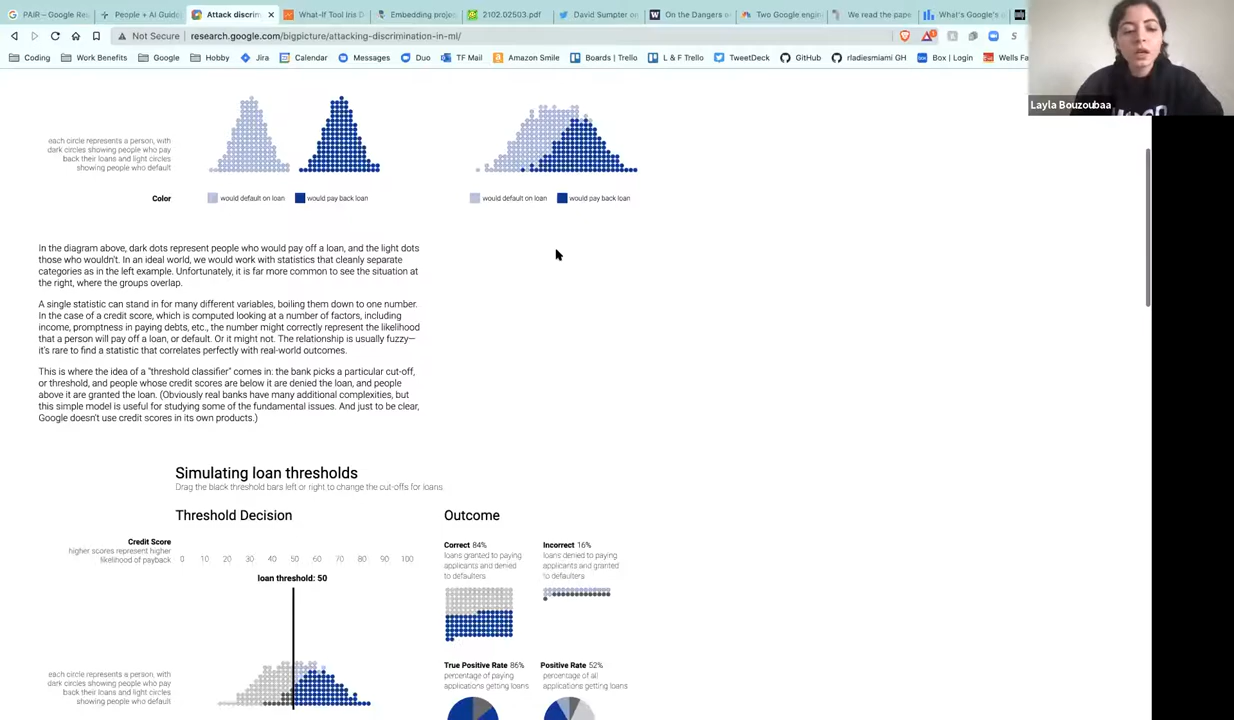 PAIR – Google Res
People + AI Guide
Attack discrim
What-If Tool Iris D
Embedding projec
2102.02503.pdf
David Sumpter on
On the Dangers o
Two Google engin
We read the pape
What's Google's
Not Secure
research.google.com/bigpicture/attacking-discrimination-in-ml/
Coding
Work Benefits
Google
Hobby
Jira
Calendar
Messages
Duo
TF Mail
Amazon Smile
Boards | Trello
L & F Trello
TweetDeck
GitHub
rladiesmiami GH
Box | Login
Wells Fa
Layla Bouzoubaa
each circle represents a person, with
dark circles showing people who pay
back their loans and light circles
showing people who default
Color
would default on loan
would pay back loan
would default on loan
would pay back loan
In the diagram above, dark dots represent people who would pay off a loan, and the light dots
those who wouldn't. In an ideal world, we would work with statistics that cleanly separate
categories as in the left example. Unfortunately, it is far more common to see the situation at
the right, where the groups overlap.
A single statistic can stand in for many different variables, boiling them down to one number.
In the case of a credit score, which is computed looking at a number of factors, including
income, promptness in paying debts, etc., the number might correctly represent the likelihood
that a person will pay off a loan, or default. Or it might not. The relationship is usually fuzzy—
it's rare to find a statistic that correlates perfectly with real-world outcomes.
This is where the idea of a "threshold classifier" comes in: the bank picks a particular cut-off,
or threshold, and people whose credit scores are below it are denied the loan, and people
above it are granted the loan. (Obviously real banks have many additional complexities, but
this simple model is useful for studying some of the fundamental issues. And just to be clear,
Google doesn't use credit scores in its own products.)
Simulating loan thresholds
Drag the black threshold bars left or right to change the cut-offs for loans
Threshold Decision
Outcome
Credit Score
higher scores represent higher
likelihood of payback
0 10 20 30 40 50 60 70 80 90 100
loan threshold: 50
each circle represents a person, with
dark circles showing people who pay
back their loans and light circles
showing people who default
Correct 84%
loans granted to paying
applicants and denied
to defaulters
Incorrect 16%
loans denied to paying
applicants and granted
to defaulters
True Positive Rate 86%
percentage of paying
applications getting loans
Positive Rate 52%
percentage of all
applications getting loans